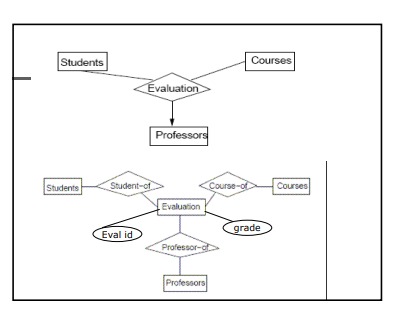 Students
Courses
Evaluation
Professors
Student-of
Course-of
Students
Courses
Evaluation
Eval id
grade
Professor-of
Professors